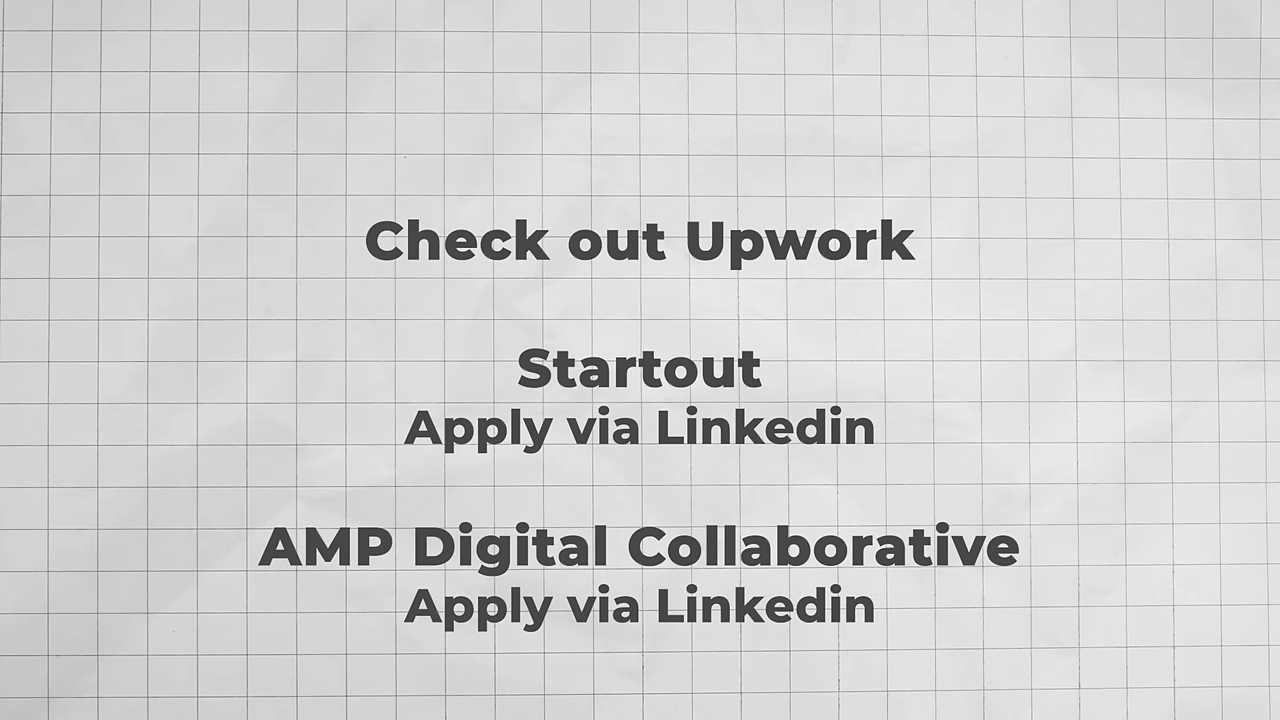 Check out Upwork
Startout
Apply via Linkedin
AMP Digital Collaborative
Apply via Linkedin